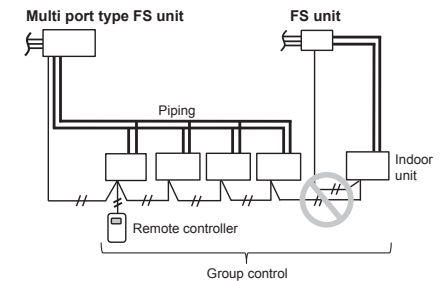 Multi port type FS unit
FS unit
Piping
Indoor
unit
Remote controller
Group control